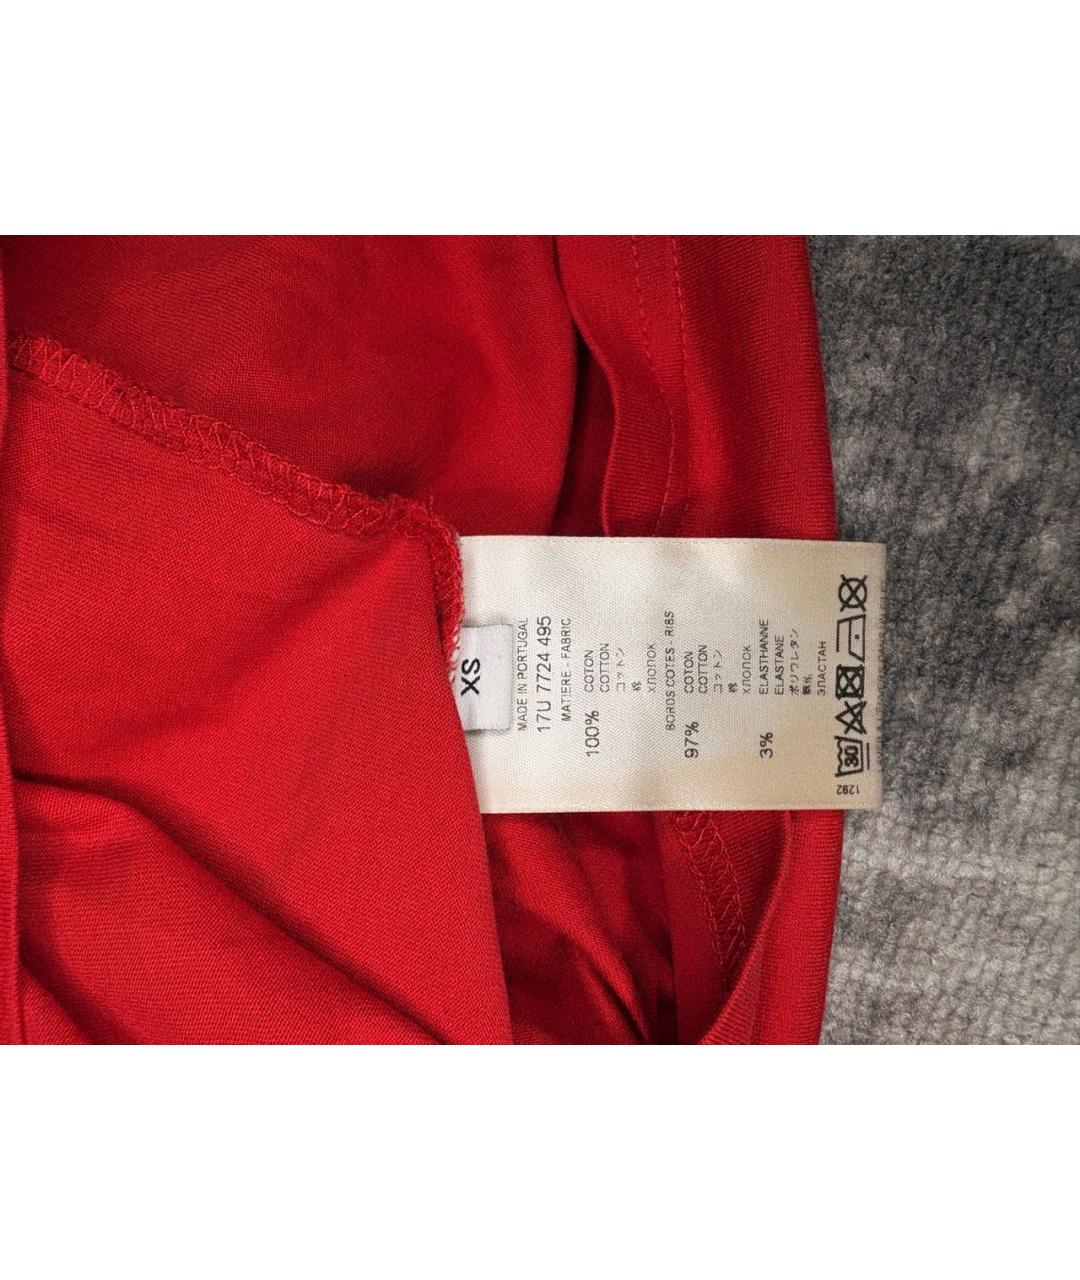 XS
MADE IN PORTUGAL
17U 7724 495
MATIERE - FABRIC
100% COTON
COTTON
コットン
棉
ХЛОПОК
BORDS COTES - RIBS
97% COTON
COTTON
コットン
棉
ХЛОПОК
3% ELASTHANNE
ELASTANE
ポリウレタン
ЭЛАСТАН
30
1292